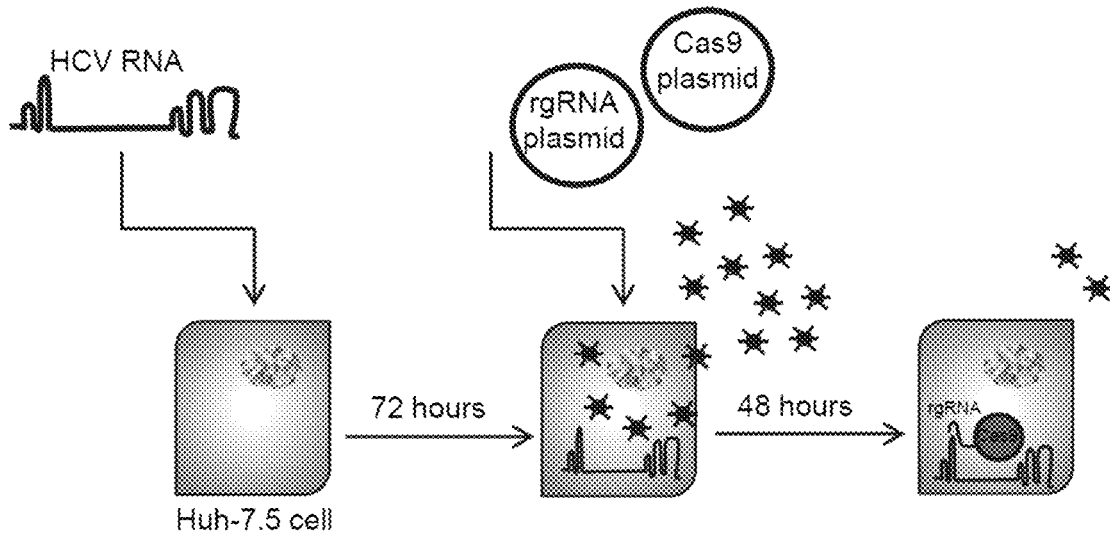 HCV RNA
Cas9
plasmid
rgRNA
plasmid
72 hours
48 hours
rgRNA
Huh-7.5 cell